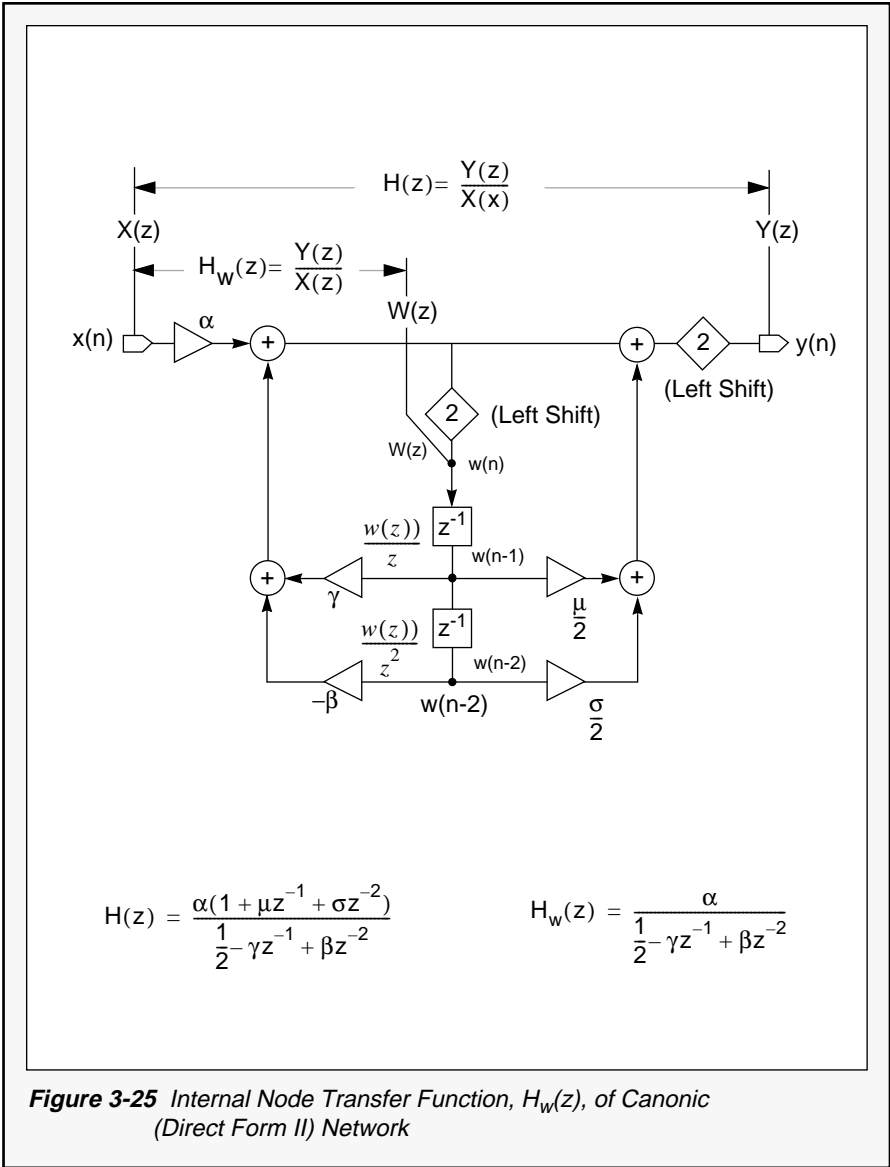 H(z)= Y(z)/X(x)
X(z)
Y(z)
H_w(z)= Y(z)/X(z)
W(z)
x(n)
α
+
+
2
y(n)
(Left Shift)
2
(Left Shift)
W(z)
w(n)
z⁻¹
w(z))/z
w(n-1)
+
γ
μ/2
+
w(z))/z²
z⁻¹
w(n-2)
−β
w(n-2)
σ/2
H(z) = α(1 + μz⁻¹ + σz⁻²)/(1/2 − γz⁻¹ + βz⁻²)
H_w(z) = α/(1/2 − γz⁻¹ + βz⁻²)
Figure 3-25 Internal Node Transfer Function, H_w(z), of Canonic
(Direct Form II) Network